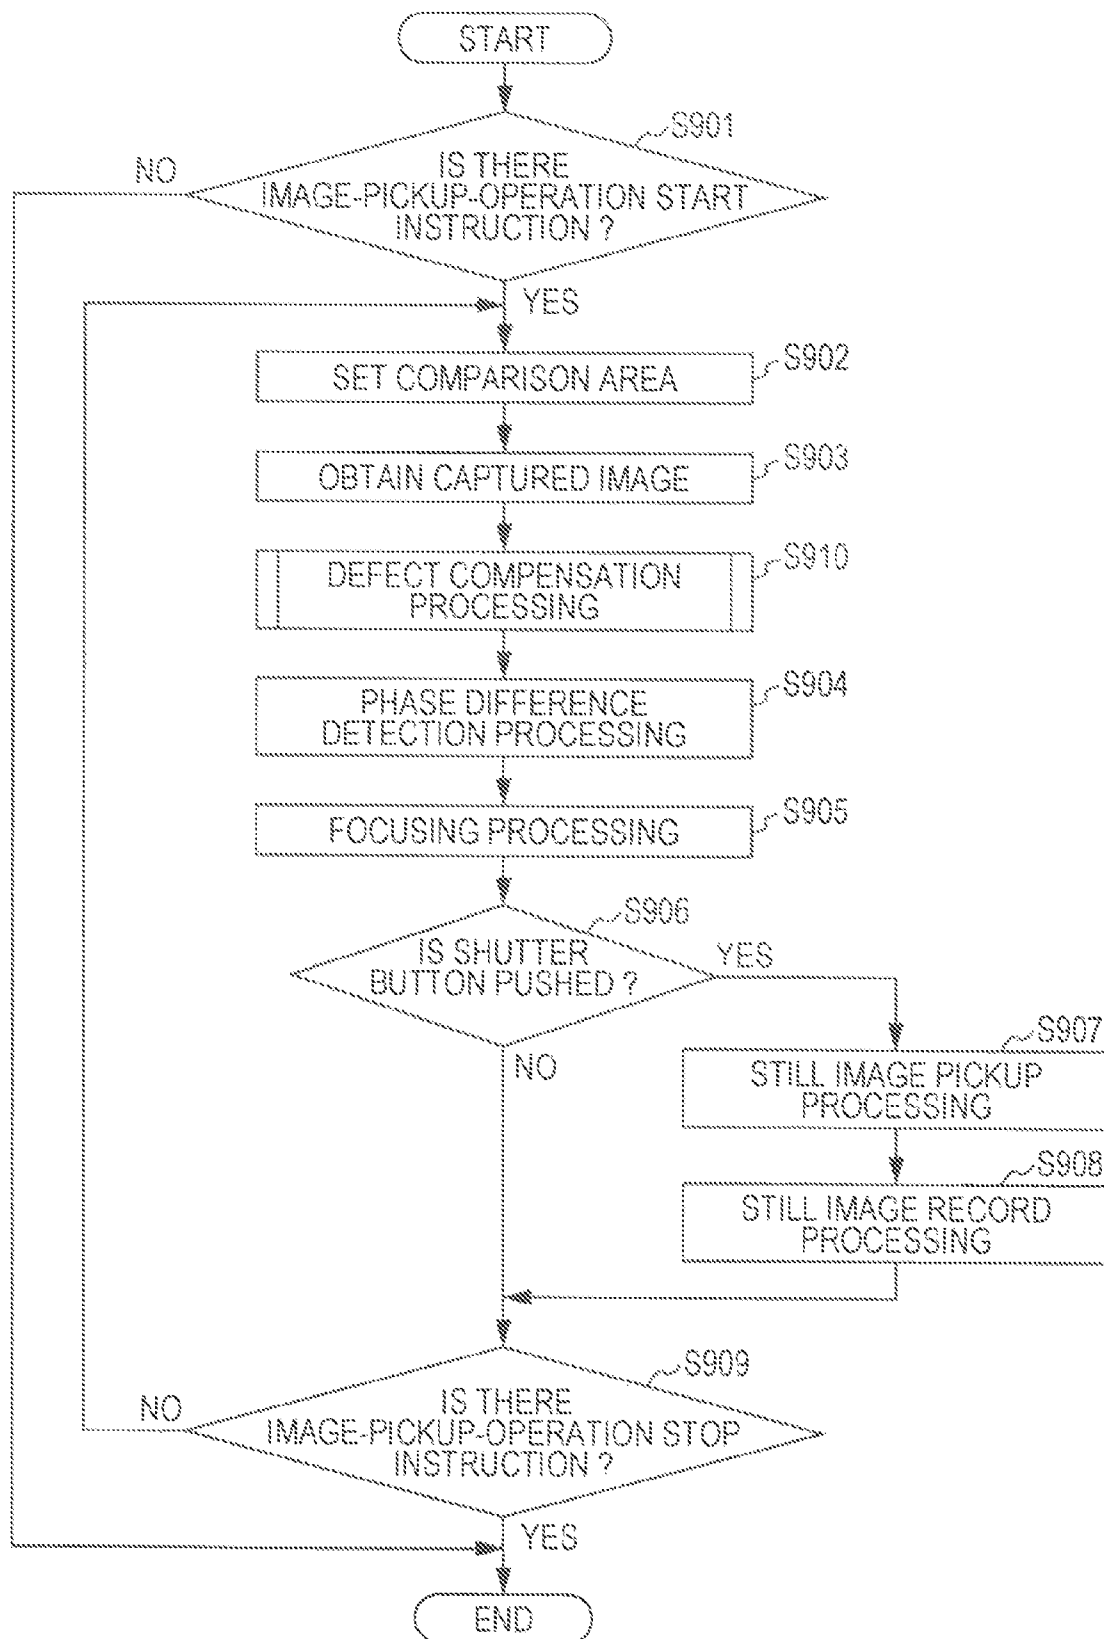 START
S901
NO
IS THERE
IMAGE-PICKUP-OPERATION START
INSTRUCTION ?
YES
S902
SET COMPARISON AREA
S903
OBTAIN CAPTURED IMAGE
S910
DEFECT COMPENSATION
PROCESSING
S904
PHASE DIFFERENCE
DETECTION PROCESSING
S905
FOCUSING PROCESSING
S906
IS SHUTTER
BUTTON PUSHED ?
YES
NO
S907
STILL IMAGE PICKUP
PROCESSING
S908
STILL IMAGE RECORD
PROCESSING
S909
NO
IS THERE
IMAGE-PICKUP-OPERATION STOP
INSTRUCTION ?
YES
END